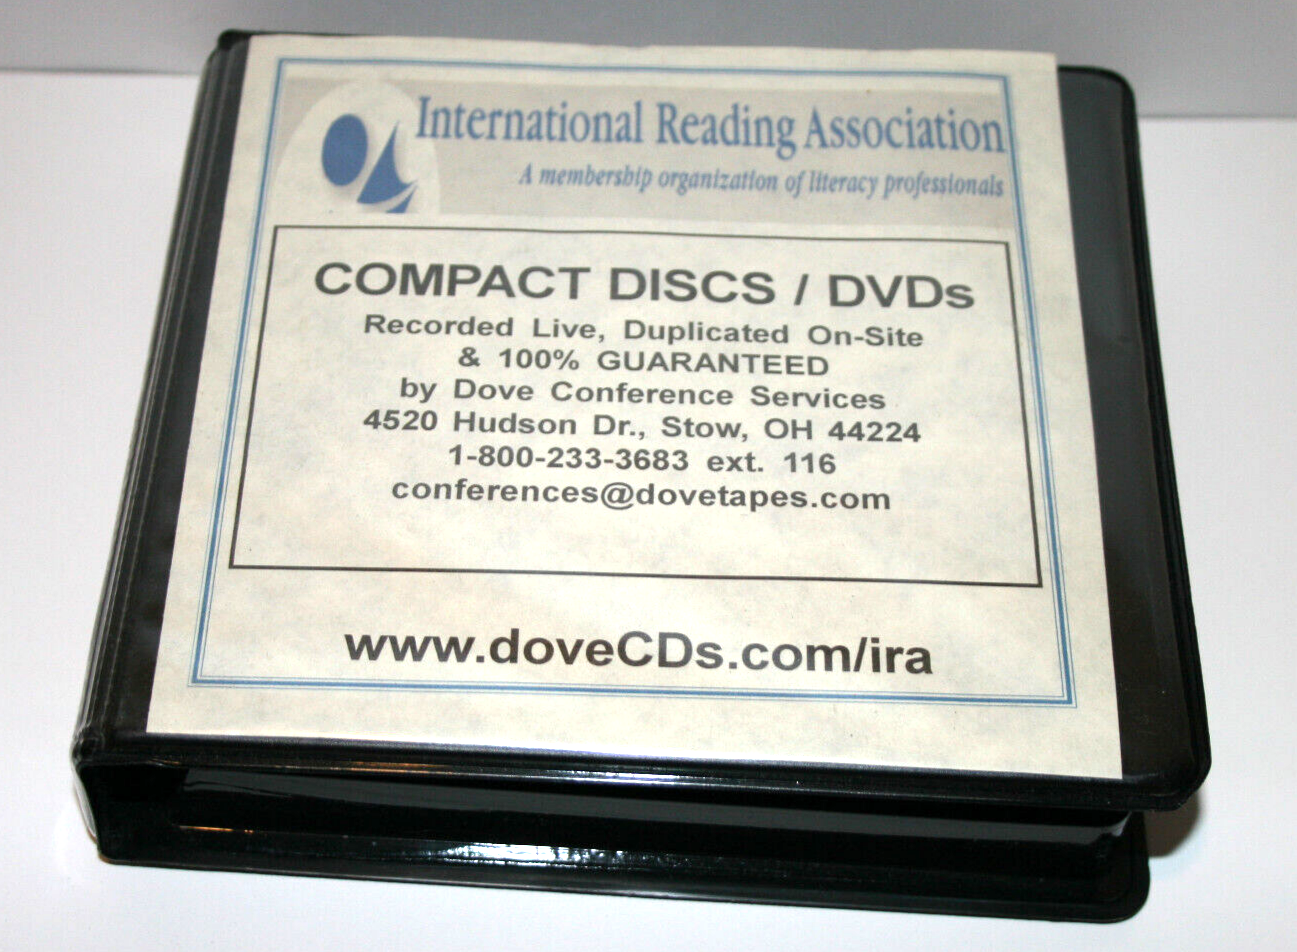 International Reading Association
A membership organization of literacy professionals
COMPACT DISCS / DVDs
Recorded Live, Duplicated On-Site
& 100% GUARANTEED
by Dove Conference Services
4520 Hudson Dr., Stow, OH 44224
1-800-233-3683 ext. 116
conferences@dovetapes.com
www.doveCDs.com/ira